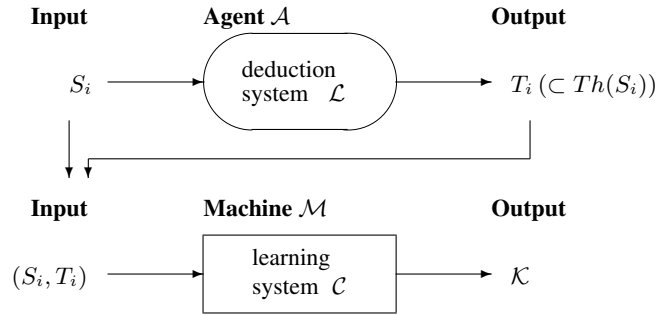 Input Agent 𝒜 Output
S_i deduction system ℒ T_i (⊂ Th(S_i))
Input Machine ℳ Output
(S_i, T_i) learning system 𝒞 𝒦